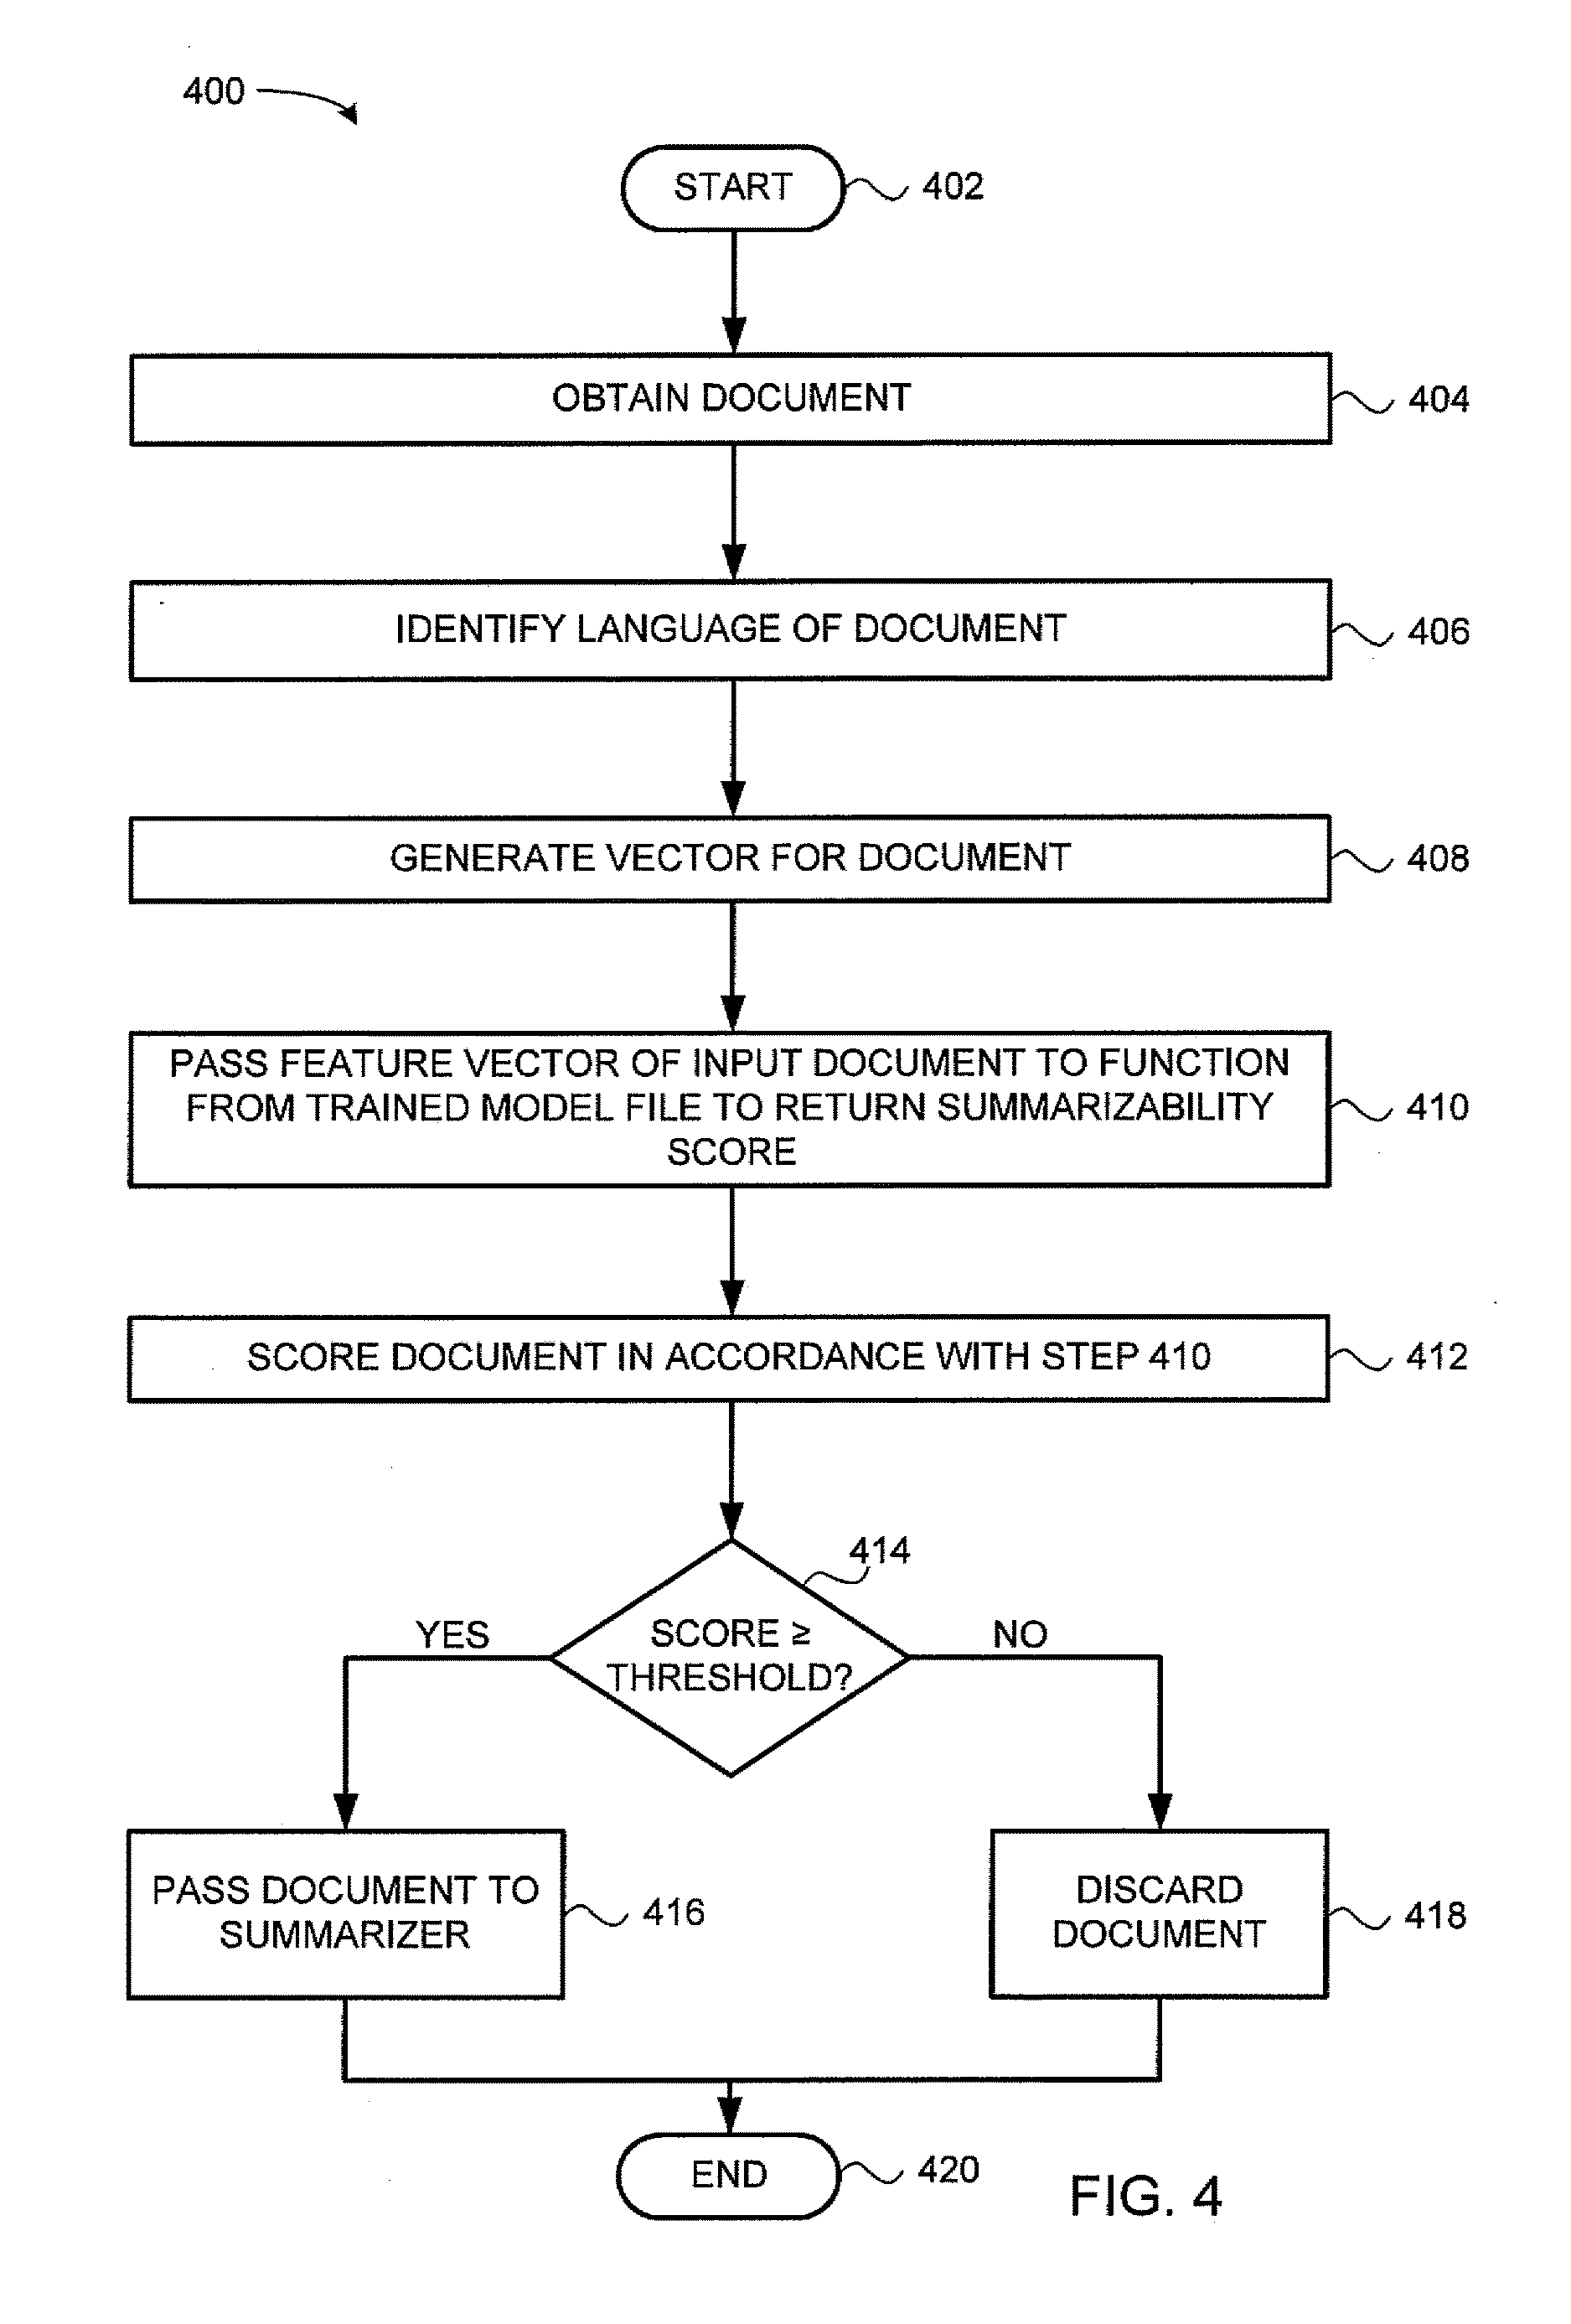 400
START
402
OBTAIN DOCUMENT
404
IDENTIFY LANGUAGE OF DOCUMENT
406
GENERATE VECTOR FOR DOCUMENT
408
PASS FEATURE VECTOR OF INPUT DOCUMENT TO FUNCTION
FROM TRAINED MODEL FILE TO RETURN SUMMARIZABILITY
SCORE
410
SCORE DOCUMENT IN ACCORDANCE WITH STEP 410
412
414
YES
SCORE ≥
THRESHOLD?
NO
PASS DOCUMENT TO
SUMMARIZER
416
DISCARD
DOCUMENT
418
END
420
FIG. 4